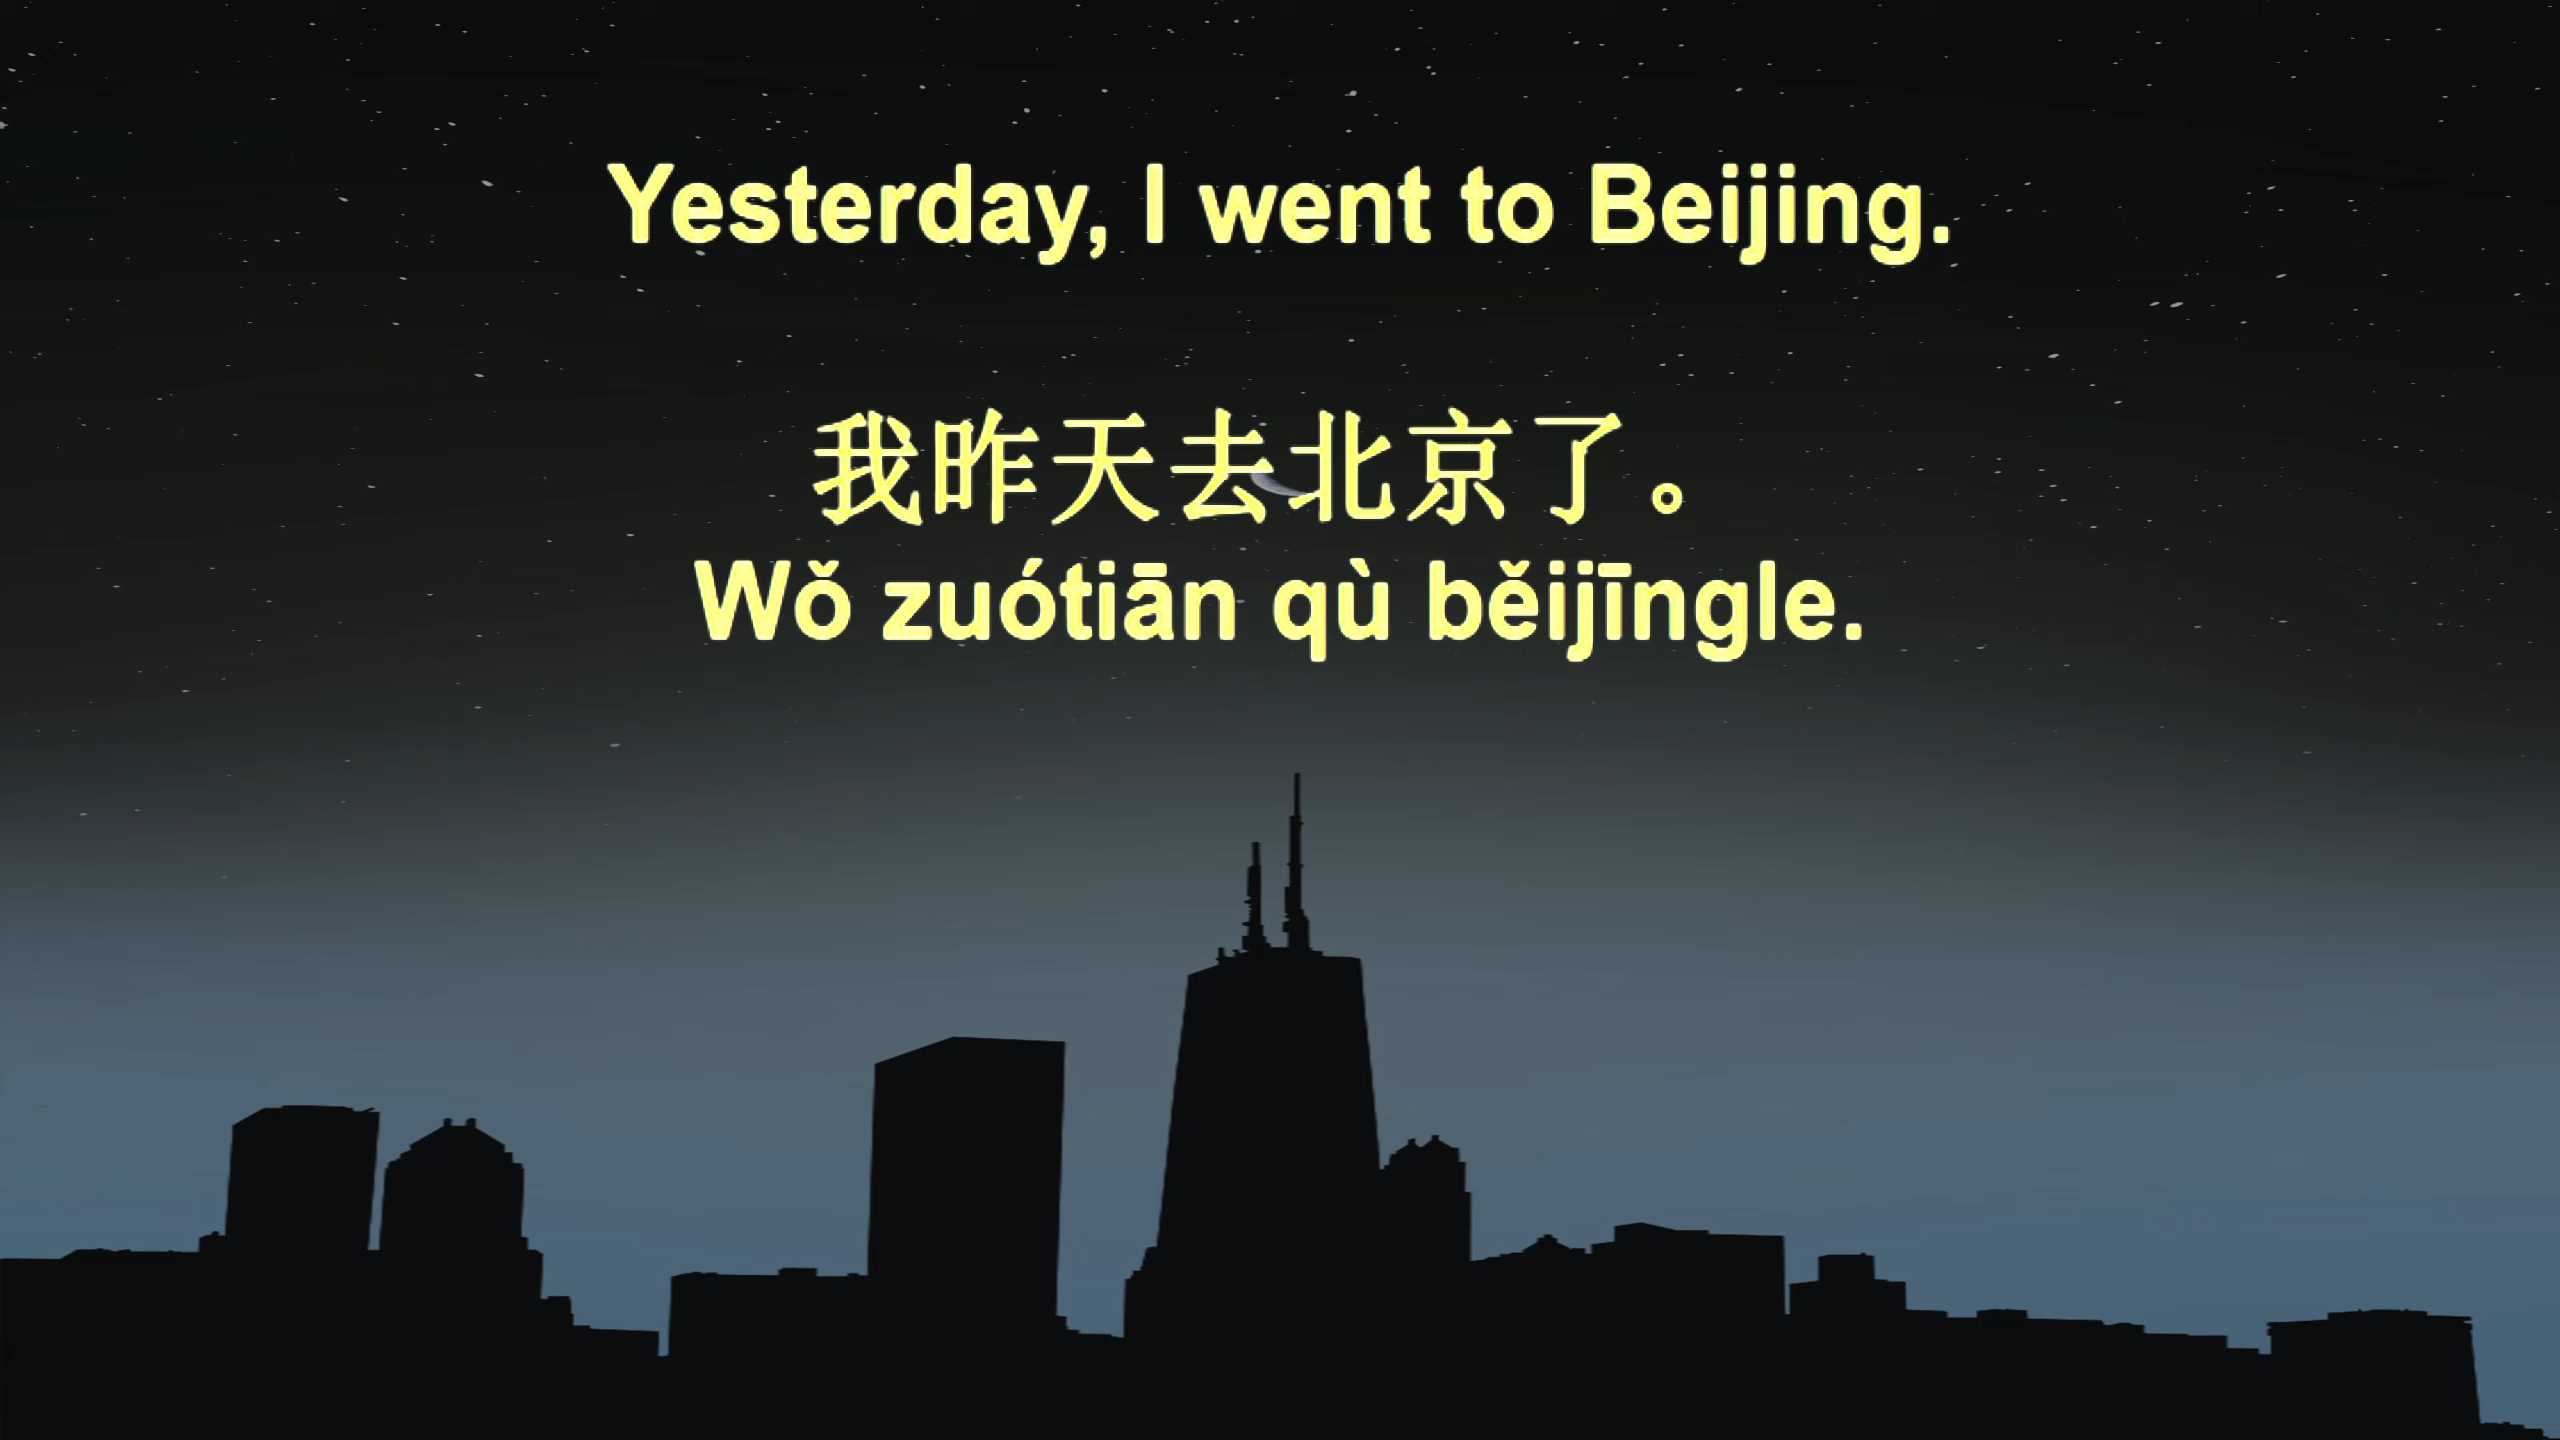 Yesterday, I went to Beijing.
我昨天去北京了。
Wǒ zuótiān qù běijīngle.